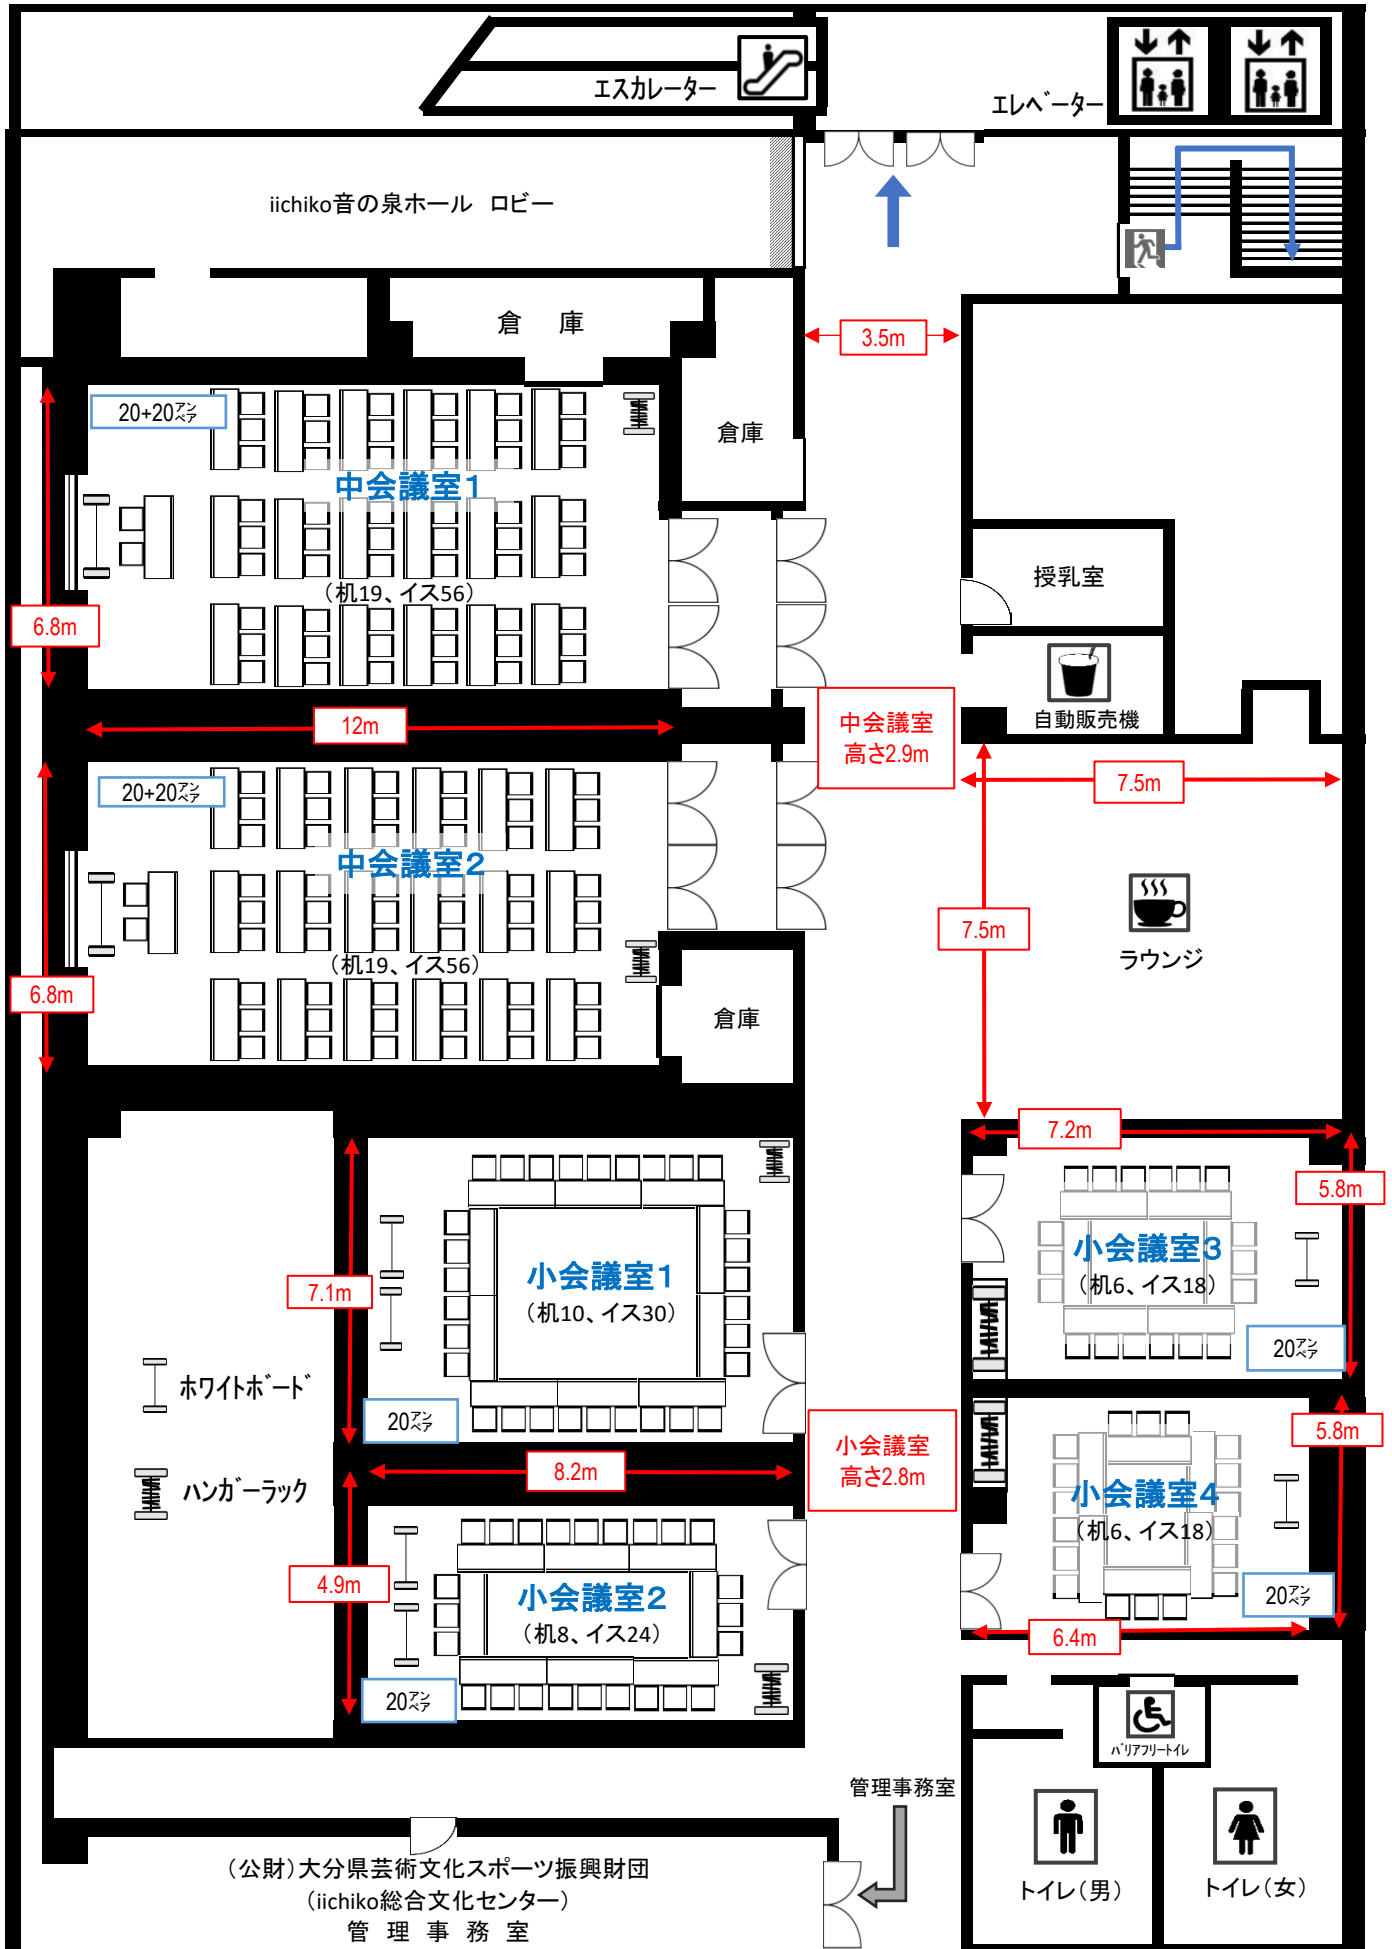 エスカレーター
エレベーター
iichiko音の泉ホール　ロビー
倉　庫
3.5m
20+20アンペア
倉庫
中会議室1
（机19、イス56）
授乳室
6.8m
自動販売機
12m
中会議室
高さ2.9m
20+20アンペア
7.5m
中会議室2
7.5m
ラウンジ
（机19、イス56）
6.8m
倉庫
7.2m
5.8m
小会議室1
（机10、イス30）
7.1m
小会議室3
（机6、イス18）
20アンペア
ホワイトボード
20アンペア
小会議室
高さ2.8m
5.8m
8.2m
ハンガーラック
小会議室4
（机6、イス18）
4.9m
小会議室2
（机8、イス24）
20アンペア
6.4m
20アンペア
バリアフリートイレ
管理事務室
（公財）大分県芸術文化スポーツ振興財団
（iichiko総合文化センター）
管 理 事 務 室
トイレ（男）
トイレ（女）